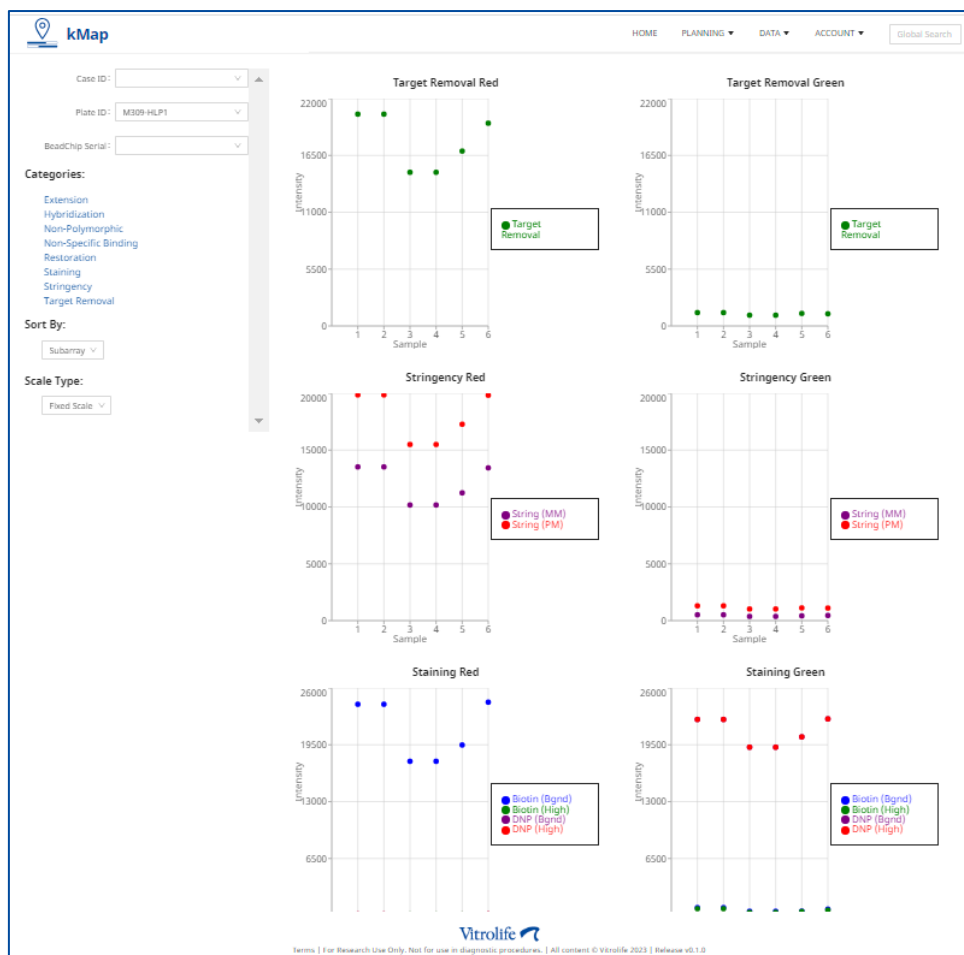 kMap
HOME PLANNING ▼ DATA ▼ ACCOUNT ▼ Global Search
Case ID:
Plate ID: M309-HLP1
BeadChip Serial:
Categories:
Extension
Hybridization
Non-Polymorphic
Non-Specific Binding
Restoration
Staining
Stringency
Target Removal
Sort By:
Subarray
Scale Type:
Fixed Scale
Target Removal Red
22000
16500
11000
5500
0
Intensity
1 2 3 4 5 6
Sample
Target
Removal
Target Removal Green
22000
16500
11000
5500
0
Intensity
1 2 3 4 5 6
Sample
Target
Removal
Stringency Red
20000
15000
10000
5000
0
Intensity
1 2 3 4 5 6
Sample
String (MM)
String (PM)
Stringency Green
20000
15000
10000
5000
0
Intensity
1 2 3 4 5 6
Sample
String (MM)
String (PM)
Staining Red
26000
19500
13000
6500
Intensity
Biotin (Bgnd)
Biotin (High)
DNP (Bgnd)
DNP (High)
Staining Green
26000
19500
13000
6500
Intensity
Biotin (Bgnd)
Biotin (High)
DNP (Bgnd)
DNP (High)
Vitrolife
Terms | For Research Use Only. Not for use in diagnostic procedures. | All content © Vitrolife 2023 | Release v0.1.0